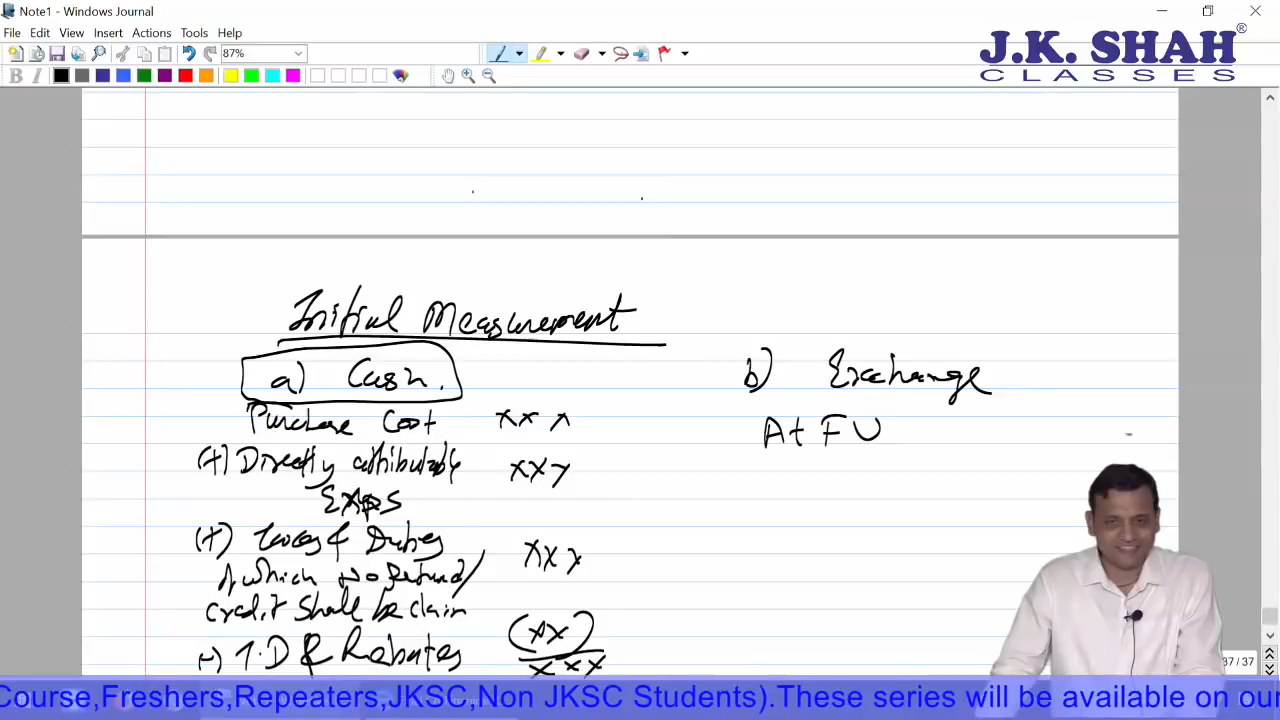 Note1 - Windows Journal
File Edit View Insert Actions Tools Help
87%
J.K. SHAH®
CLASSES
Initial Measurement
a) Cash.
Purchase Cost xxx
(+) Directly attributable xxx
Exps
(+) Taxes & Duties
of which no Refund/ xxx
credit shall be claim
(-) T.D & Rebates (xx)
xxx
b) Exchange
At FV
37 / 37
Course,Freshers,Repeaters,JKSC,Non JKSC Students).These series will be available on our